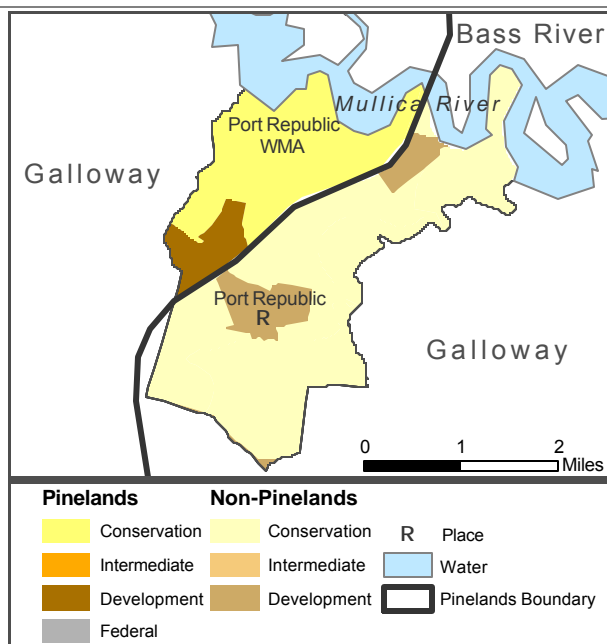 Bass River
Mullica River
Port Republic
WMA
Galloway
Port Republic
R
Galloway
0 1 2
Miles
Pinelands Non-Pinelands
Conservation Conservation R Place
Intermediate Intermediate Water
Development Development Pinelands Boundary
Federal